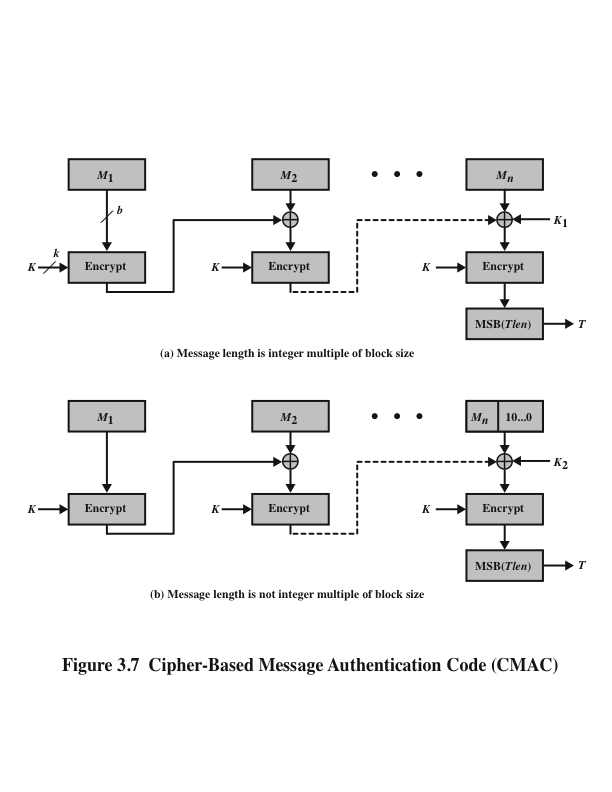 M1 M2 • • • Mn
b
K1
k
K Encrypt K Encrypt K Encrypt
MSB(Tlen) T
(a) Message length is integer multiple of block size
M1 M2 • • • Mn 10...0
K2
K Encrypt K Encrypt K Encrypt
MSB(Tlen) T
(b) Message length is not integer multiple of block size
Figure 3.7 Cipher-Based Message Authentication Code (CMAC)